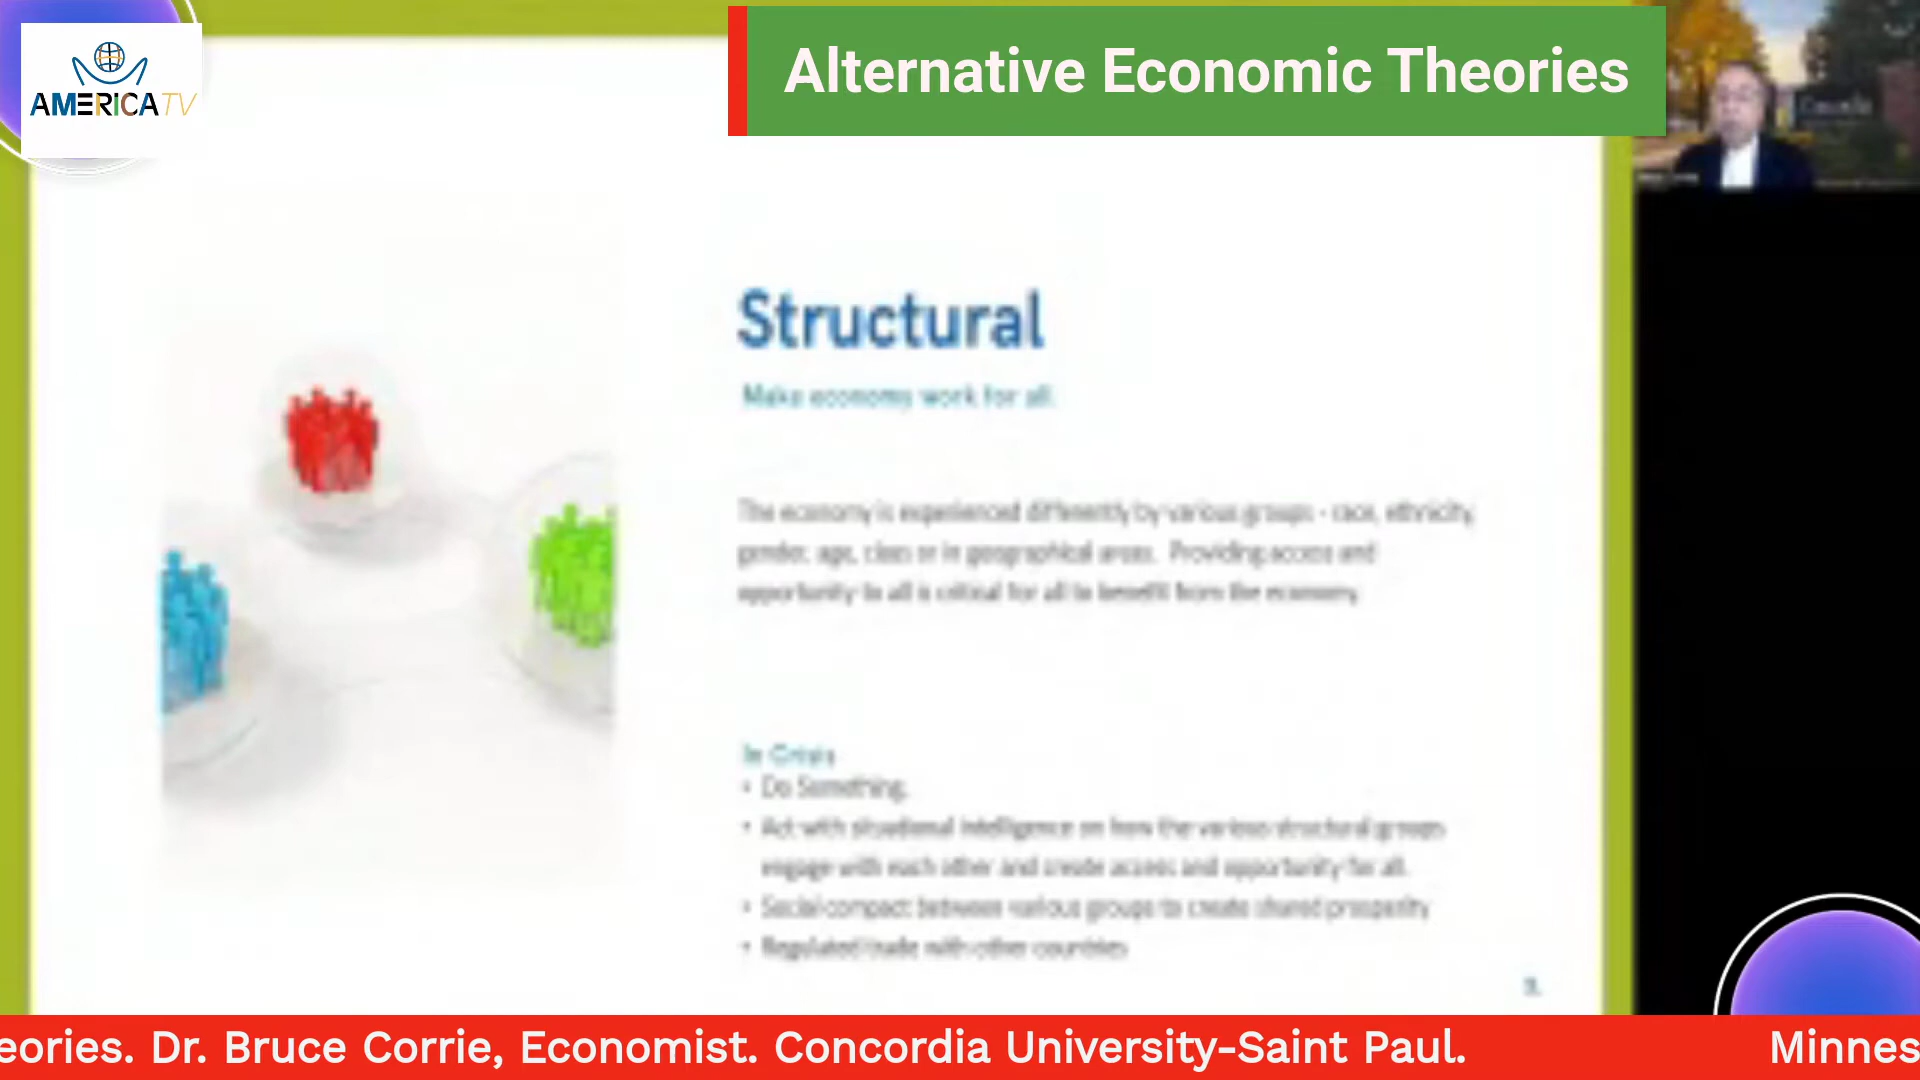 AMERICATV
Alternative Economic Theories
Structural
Make economy work for all.
The economy is experienced differently by various groups - race, ethnicity,
gender, age, class or in geographical areas. Providing access and
opportunity to all is critical for all to benefit from the economy.
In Crisis
• Do Something.
• Act with situational intelligence on how the various structural groups
engage with each other and create access and opportunity for all.
• Social compact between various groups to create shared prosperity
• Regulated trade with other countries
eories. Dr. Bruce Corrie, Economist. Concordia University-Saint Paul. Minnes